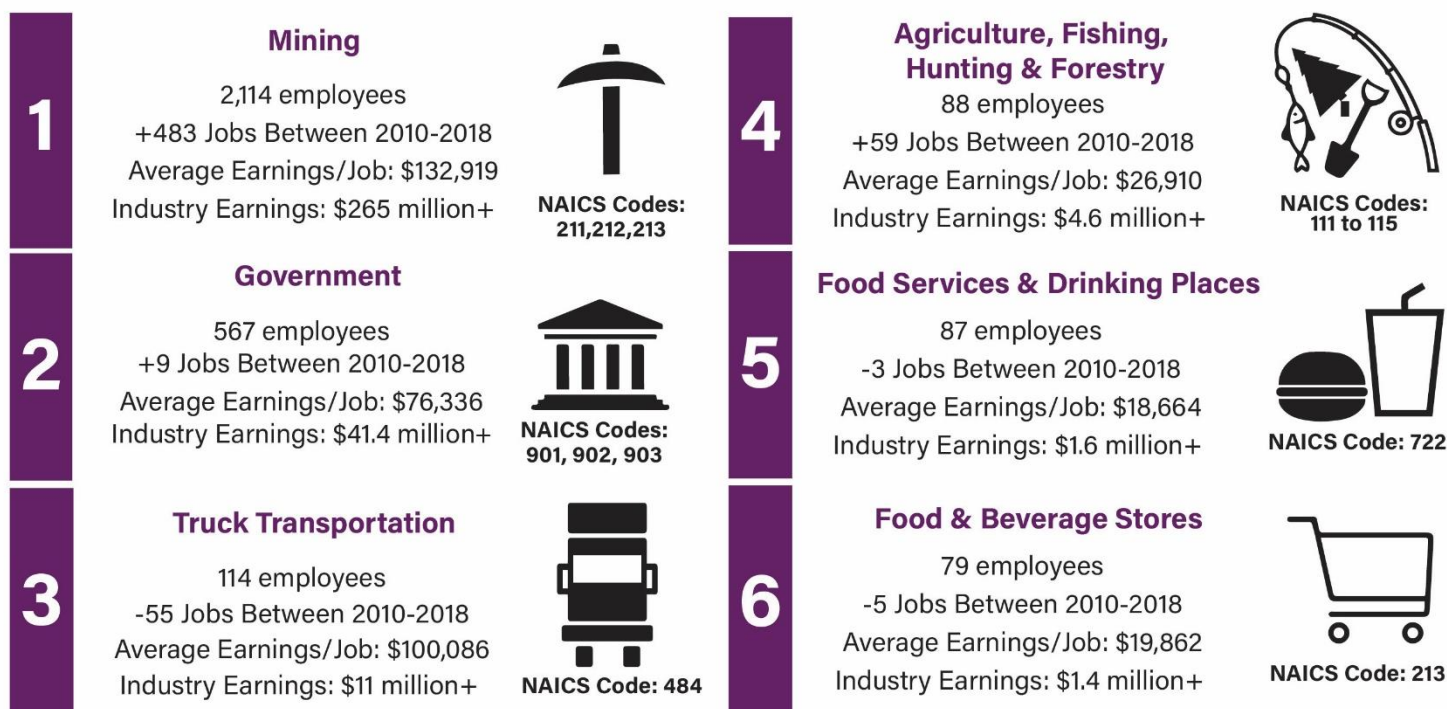 1
Mining
2,114 employees
+483 Jobs Between 2010-2018
Average Earnings/Job: $132,919
Industry Earnings: $265 million+
NAICS Codes:
211,212,213
2
Government
567 employees
+9 Jobs Between 2010-2018
Average Earnings/Job: $76,336
Industry Earnings: $41.4 million+
NAICS Codes:
901, 902, 903
3
Truck Transportation
114 employees
-55 Jobs Between 2010-2018
Average Earnings/Job: $100,086
Industry Earnings: $11 million+
NAICS Code: 484
4
Agriculture, Fishing,
Hunting & Forestry
88 employees
+59 Jobs Between 2010-2018
Average Earnings/Job: $26,910
Industry Earnings: $4.6 million+
NAICS Codes:
111 to 115
5
Food Services & Drinking Places
87 employees
-3 Jobs Between 2010-2018
Average Earnings/Job: $18,664
Industry Earnings: $1.6 million+
NAICS Code: 722
6
Food & Beverage Stores
79 employees
-5 Jobs Between 2010-2018
Average Earnings/Job: $19,862
Industry Earnings: $1.4 million+
NAICS Code: 213